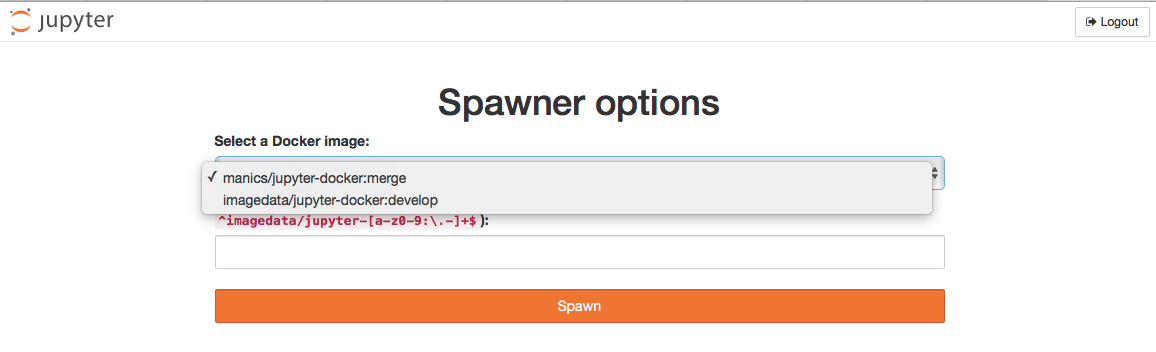 jupyter
Logout
Spawner options
Select a Docker image:
✓ manics/jupyter-docker:merge
imagedata/jupyter-docker:develop
^imagedata/jupyter-[a-z0-9:\.-]+$ ):
Spawn